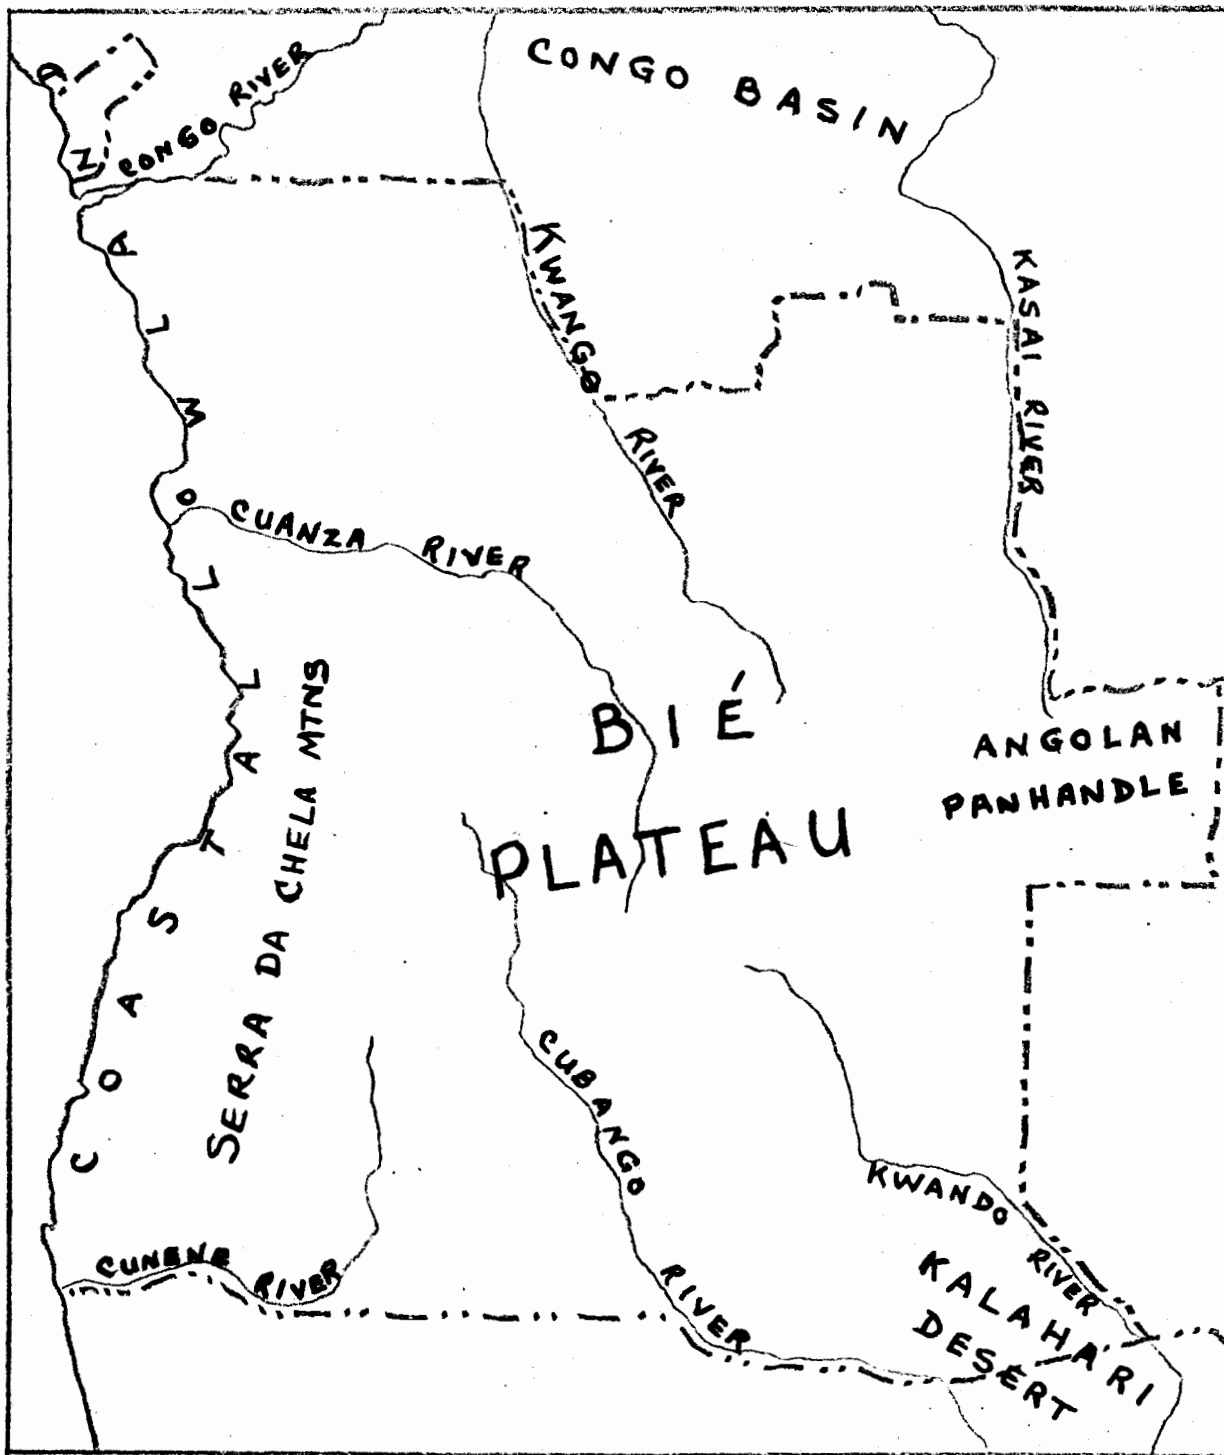 CONGO BASIN
CONGO RIVER
COASTAL LOWLAND
KWANGO RIVER
KASAI RIVER
CUANZA RIVER
SERRA DA CHELA MTNS
BIÉ
PLATEAU
ANGOLAN
PANHANDLE
CUBANGO RIVER
KWANDO RIVER
CUNENE RIVER
KALAHARI
DESERT